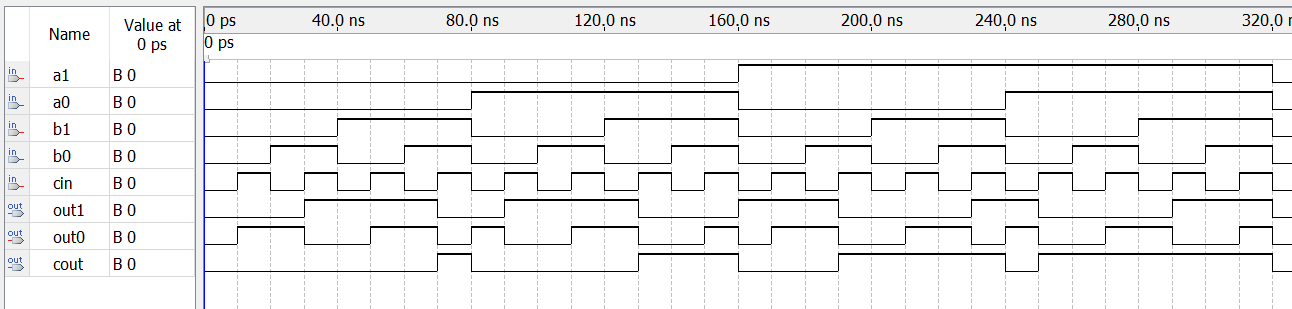 Name Value at 0 ps 0 ps 40.0 ns 80.0 ns 120.0 ns 160.0 ns 200.0 ns 240.0 ns 280.0 ns 320.0 n
0 ps
in a1 B 0
in a0 B 0
in b1 B 0
in b0 B 0
in cin B 0
out out1 B 0
out out0 B 0
out cout B 0